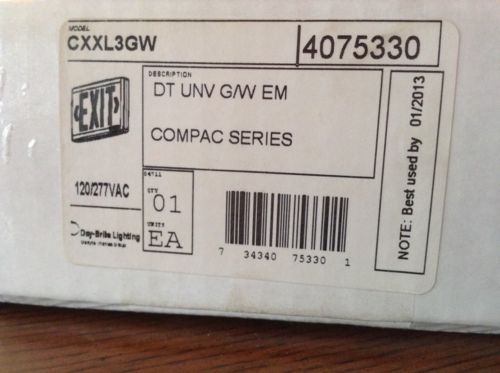 MODEL
CXXL3GW
4075330
EXIT
DESCRIPTION
DT UNV G/W EM
COMPAC SERIES
120/277VAC
04711
QTY
01
UNITS
EA
Day-Brite Lighting
7 34340 75330 1
NOTE: Best used by 01/2013